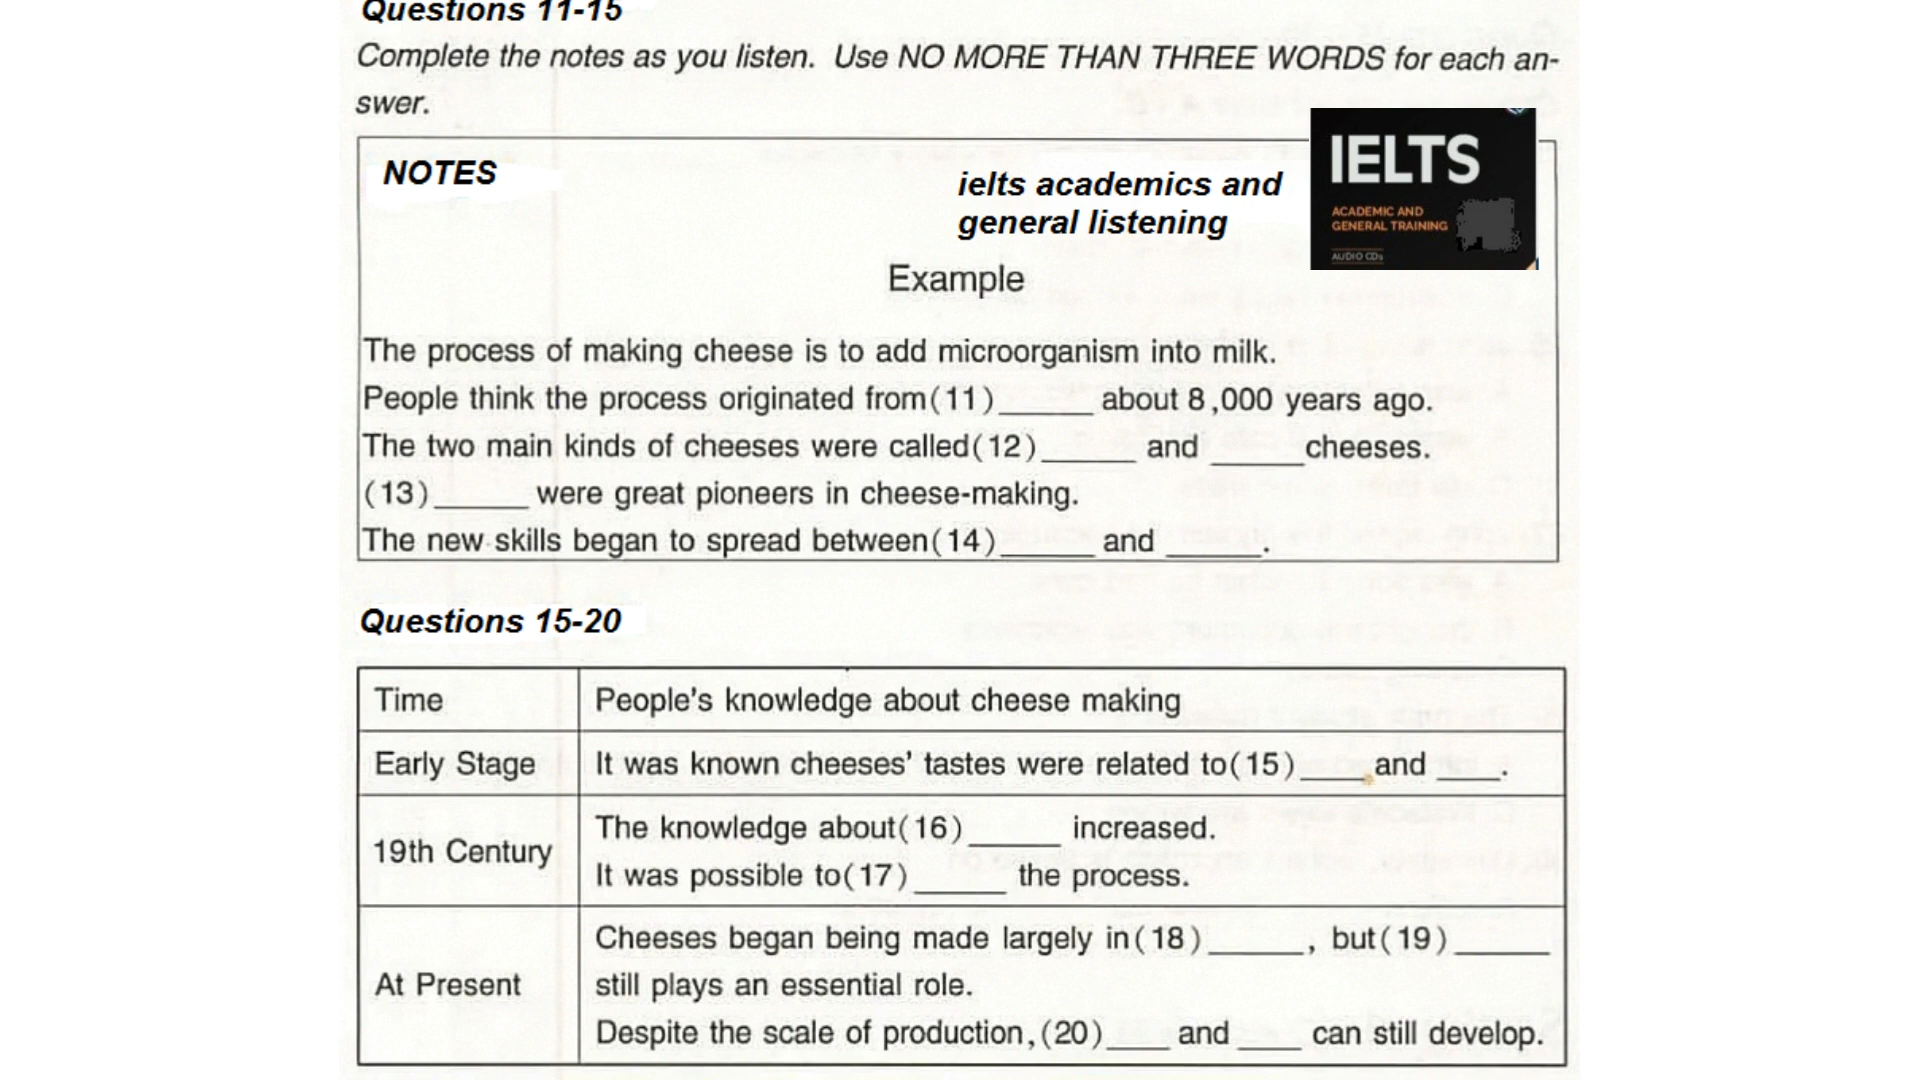 Questions 11-15
Complete the notes as you listen. Use NO MORE THAN THREE WORDS for each an-
swer.
NOTES
ielts academics and
general listening
IELTS
ACADEMIC AND
GENERAL TRAINING
AUDIO CDs
Example
The process of making cheese is to add microorganism into milk.
People think the process originated from(11)_____ about 8,000 years ago.
The two main kinds of cheeses were called(12)_____ and _____cheeses.
(13)_____ were great pioneers in cheese-making.
The new skills began to spread between(14)_____ and _____.
Questions 15-20
Time People's knowledge about cheese making
Early Stage It was known cheeses' tastes were related to(15)____and ____.
19th Century
The knowledge about(16)_____ increased.
It was possible to(17)_____ the process.
At Present
Cheeses began being made largely in(18)_____, but(19)_____
still plays an essential role.
Despite the scale of production,(20)____ and ____ can still develop.